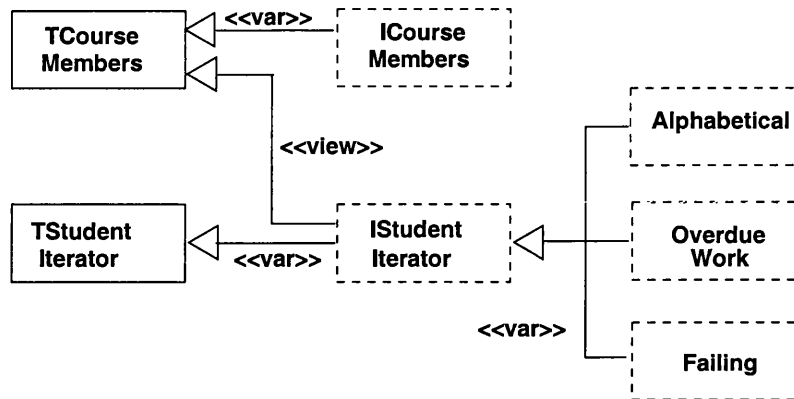 <<var>>
TCourse
Members
ICourse
Members
<<view>>
Alphabetical
TStudent
Iterator
<<var>>
IStudent
Iterator
Overdue
Work
<<var>>
Failing